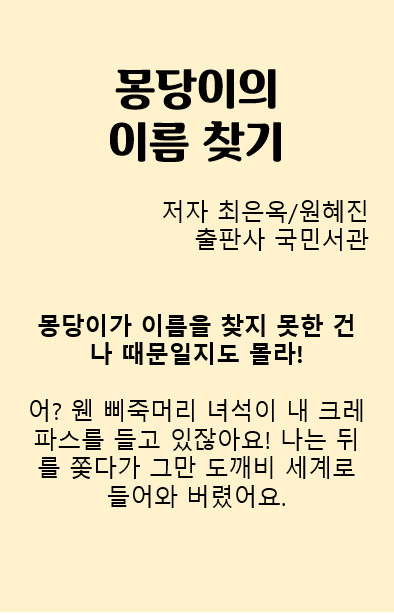 몽당이의
이름 찾기
저자 최은옥/원혜진
출판사 국민서관
몽당이가 이름을 찾지 못한 건
나 때문일지도 몰라!
어? 웬 삐죽머리 녀석이 내 크레
파스를 들고 있잖아요! 나는 뒤
를 쫓다가 그만 도깨비 세계로
들어와 버렸어요.